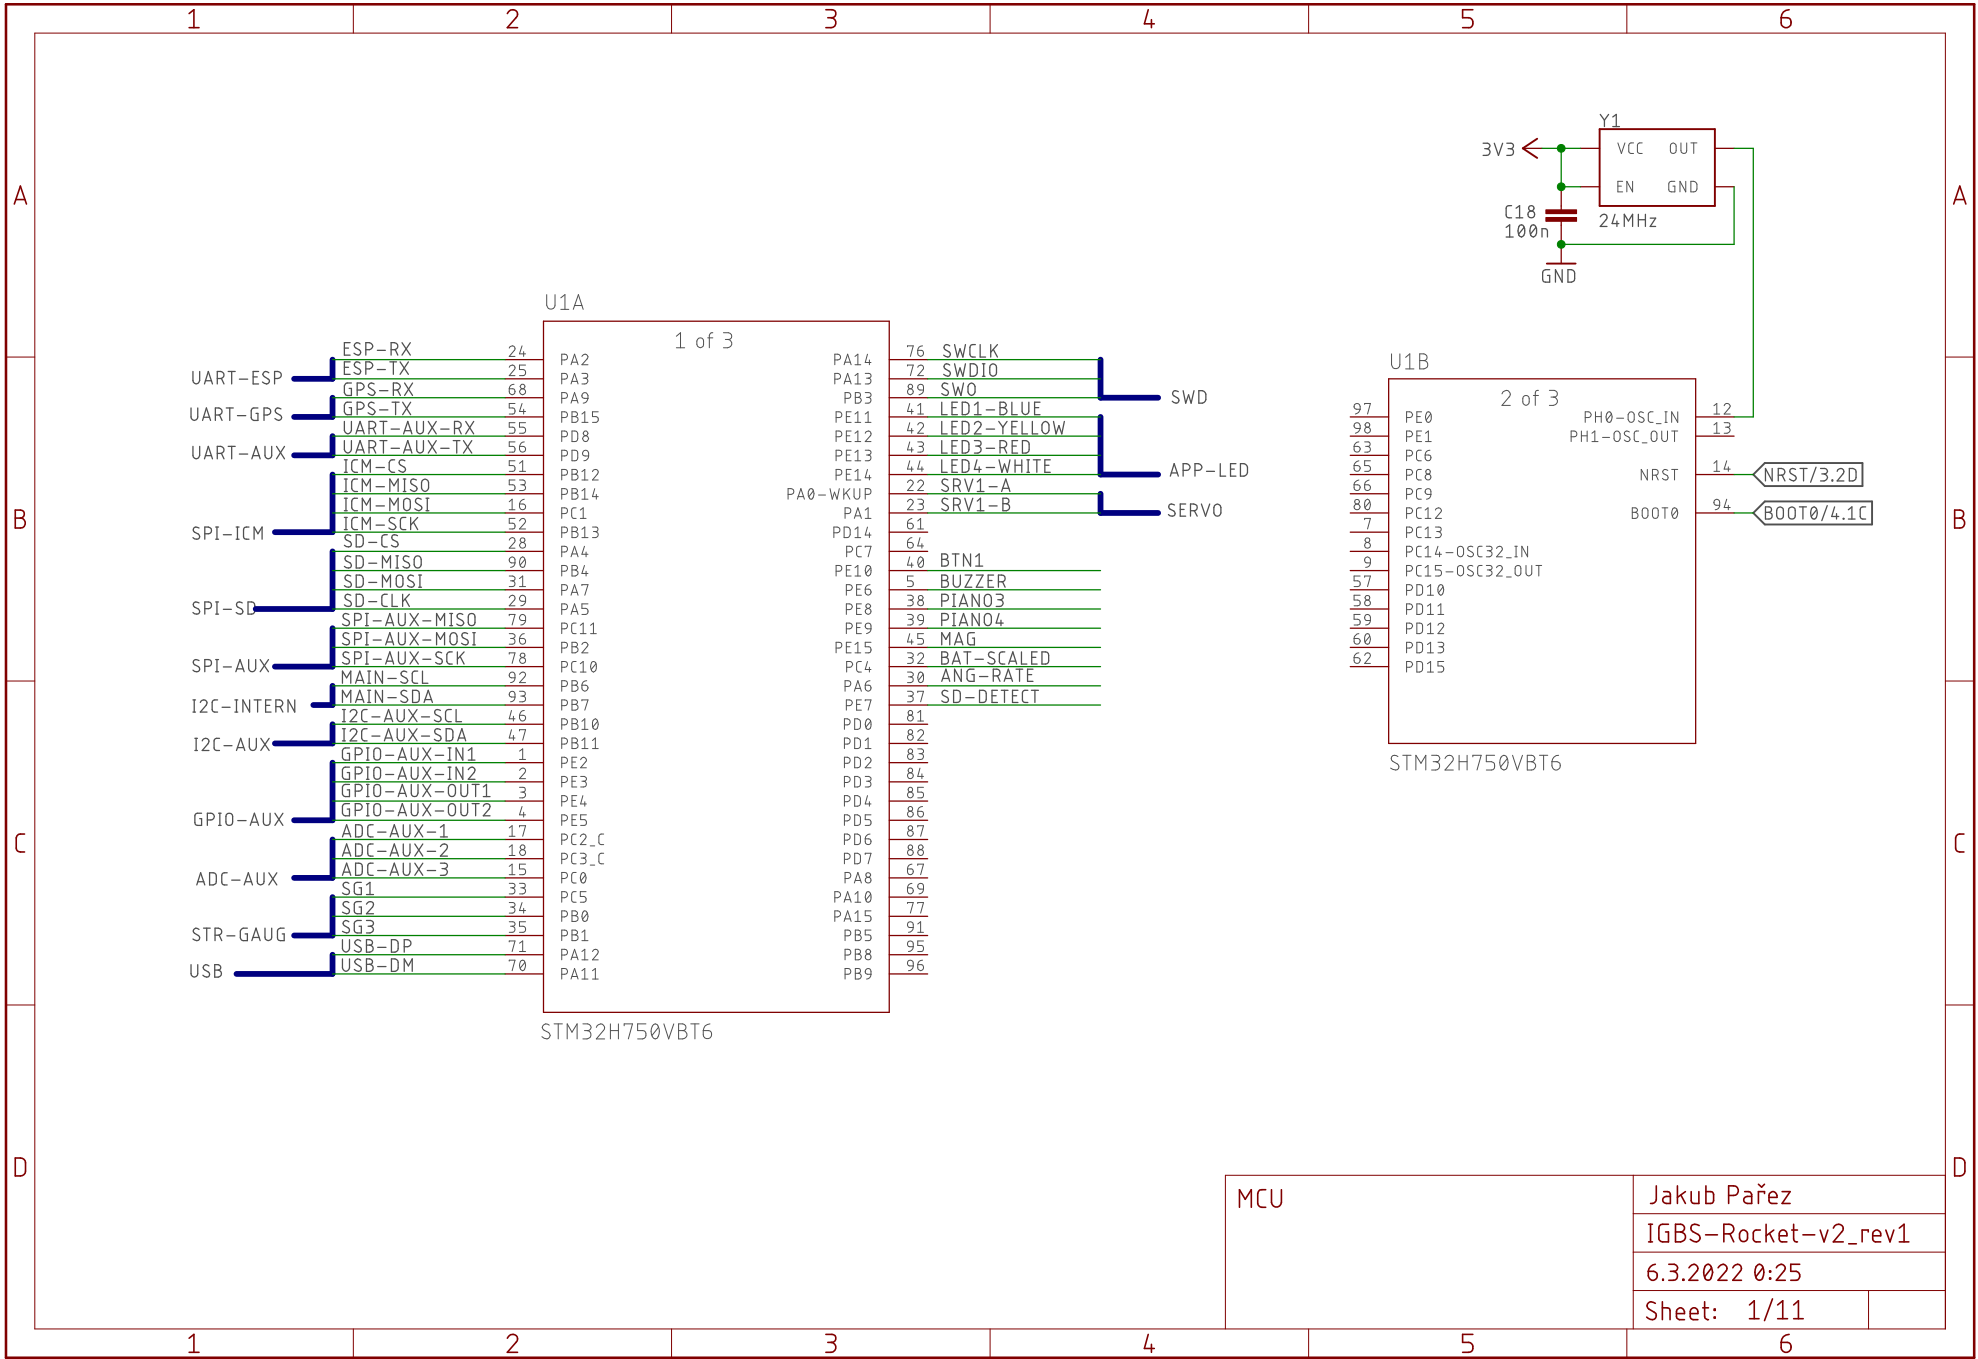 1 2 3 4 5 6
A A
B B
C C
D D
Y1
3V3
VCC OUT
EN GND
C18
100n
24MHz
GND
U1A
1 of 3
UART-ESP
UART-GPS
UART-AUX
SPI-ICM
SPI-SD
SPI-AUX
I2C-INTERN
I2C-AUX
GPIO-AUX
ADC-AUX
STR-GAUG
USB
ESP-RX 24 PA2
ESP-TX 25 PA3
GPS-RX 68 PA9
GPS-TX 54 PB15
UART-AUX-RX 55 PD8
UART-AUX-TX 56 PD9
ICM-CS 51 PB12
ICM-MISO 53 PB14
ICM-MOSI 16 PC1
ICM-SCK 52 PB13
SD-CS 28 PA4
SD-MISO 90 PB4
SD-MOSI 31 PA7
SD-CLK 29 PA5
SPI-AUX-MISO 79 PC11
SPI-AUX-MOSI 36 PB2
SPI-AUX-SCK 78 PC10
MAIN-SCL 92 PB6
MAIN-SDA 93 PB7
I2C-AUX-SCL 46 PB10
I2C-AUX-SDA 47 PB11
GPIO-AUX-IN1 1 PE2
GPIO-AUX-IN2 2 PE3
GPIO-AUX-OUT1 3 PE4
GPIO-AUX-OUT2 4 PE5
ADC-AUX-1 17 PC2_C
ADC-AUX-2 18 PC3_C
ADC-AUX-3 15 PC0
SG1 33 PC5
SG2 34 PB0
SG3 35 PB1
USB-DP 71 PA12
USB-DM 70 PA11
PA14 76 SWCLK
PA13 72 SWDIO
PB3 89 SWO
PE11 41 LED1-BLUE
PE12 42 LED2-YELLOW
PE13 43 LED3-RED
PE14 44 LED4-WHITE
PA0-WKUP 22 SRV1-A
PA1 23 SRV1-B
PD14 61
PC7 64
PE10 40 BTN1
PE6 5 BUZZER
PE8 38 PIANO3
PE9 39 PIANO4
PE15 45 MAG
PC4 32 BAT-SCALED
PA6 30 ANG-RATE
PE7 37 SD-DETECT
PD0 81
PD1 82
PD2 83
PD3 84
PD4 85
PD5 86
PD6 87
PD7 88
PA8 67
PA10 69
PA15 77
PB5 91
PB8 95
PB9 96
SWD
APP-LED
SERVO
STM32H750VBT6
U1B
2 of 3
97 PE0
98 PE1
63 PC6
65 PC8
66 PC9
80 PC12
7 PC13
8 PC14-OSC32_IN
9 PC15-OSC32_OUT
57 PD10
58 PD11
59 PD12
60 PD13
62 PD15
PH0-OSC_IN 12
PH1-OSC_OUT 13
NRST 14 NRST/3.2D
BOOT0 94 BOOT0/4.1C
STM32H750VBT6
MCU
Jakub Pařez
IGBS-Rocket-v2_rev1
6.3.2022 0:25
Sheet: 1/11
1 2 3 4 5 6